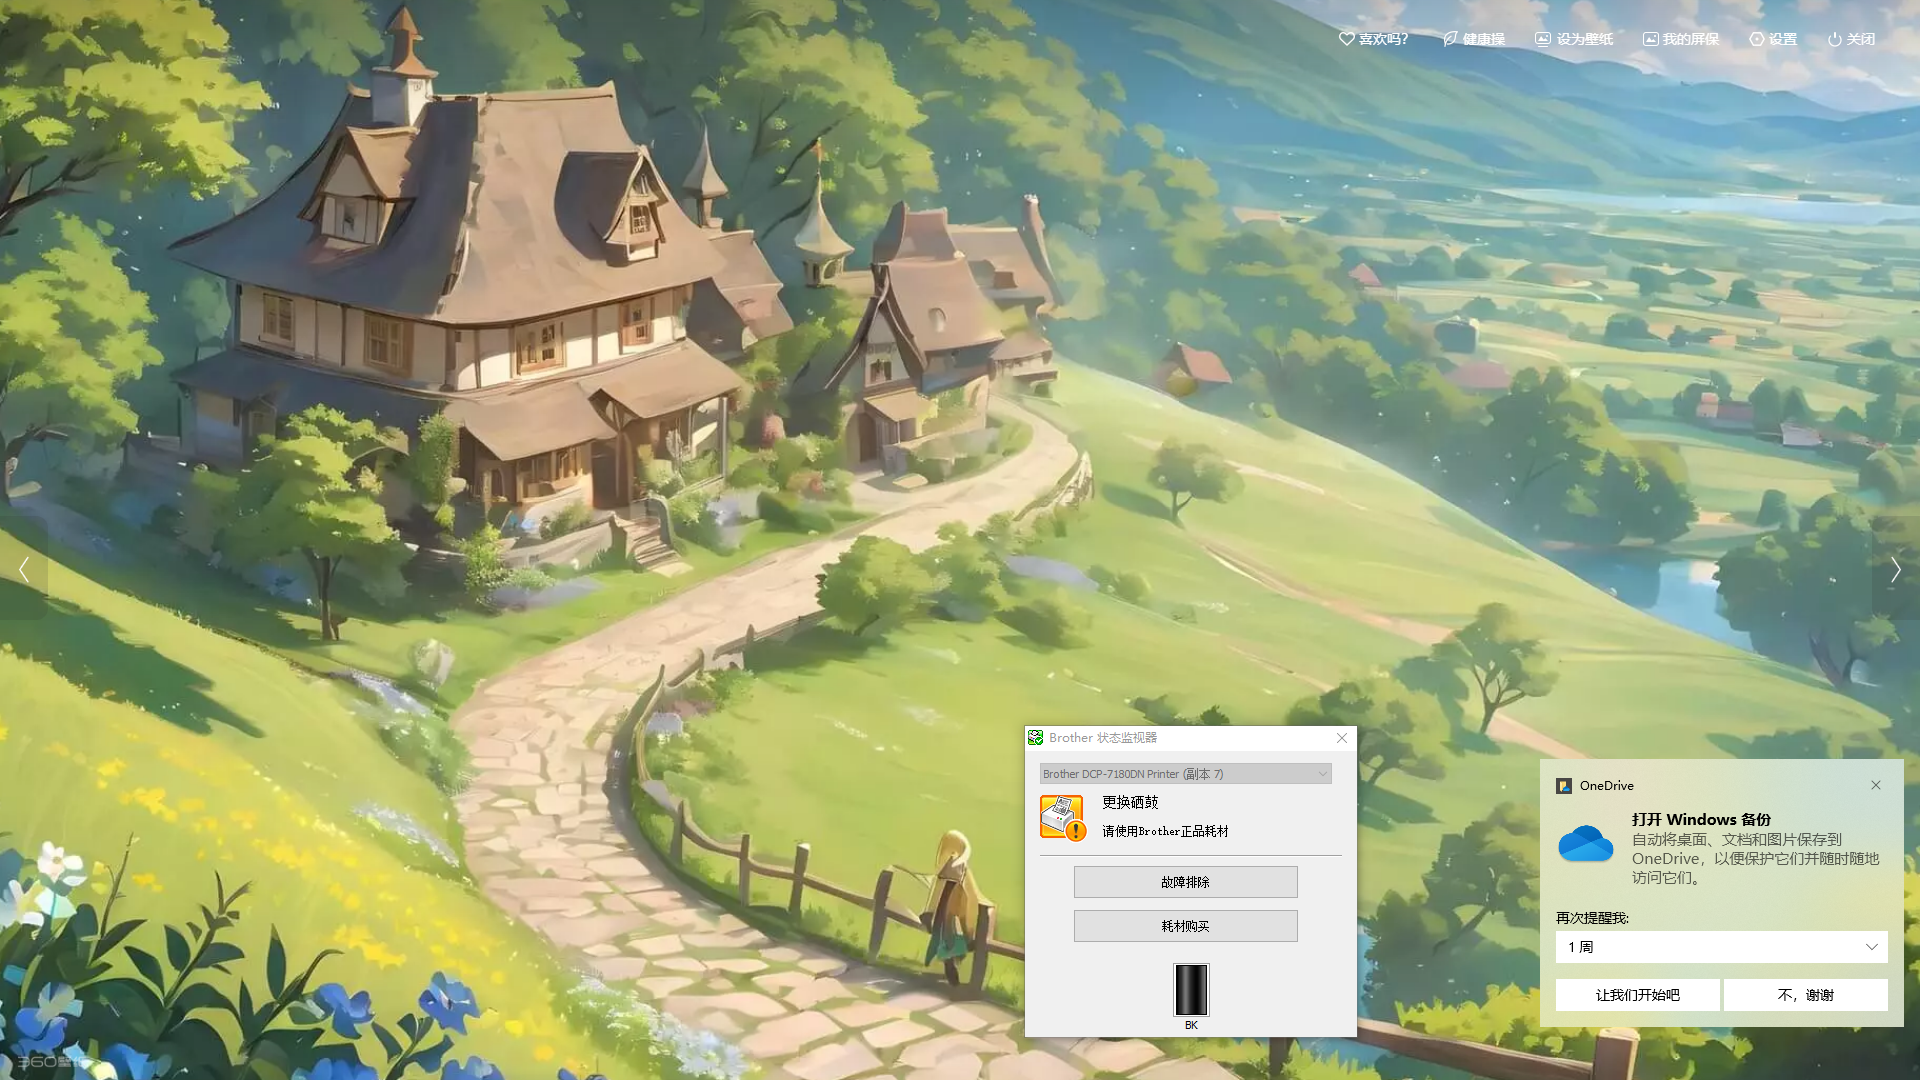 喜欢吗?
健康操
设为壁纸
我的屏保
设置
关闭
Brother 状态监视器
Brother DCP-7180DN Printer (副本 7)
更换硒鼓
请使用Brother正品耗材
故障排除
耗材购买
BK
OneDrive
打开 Windows 备份
自动将桌面、文档和图片保存到
OneDrive，以便保护它们并随时随地
访问它们。
再次提醒我:
1 周
让我们开始吧
不，谢谢
360壁纸